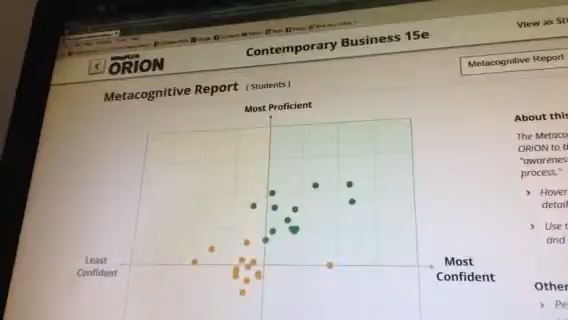 ORION
Contemporary Business 15e
View as
Metacognitive Report
Metacognitive Report ( Students )
Most Proficient
About this
The Metaco
ORION to
"awarenes
process."
> Hover
detail
> Use t
and
Least
Confident
Most
Confident
Other
> Pe